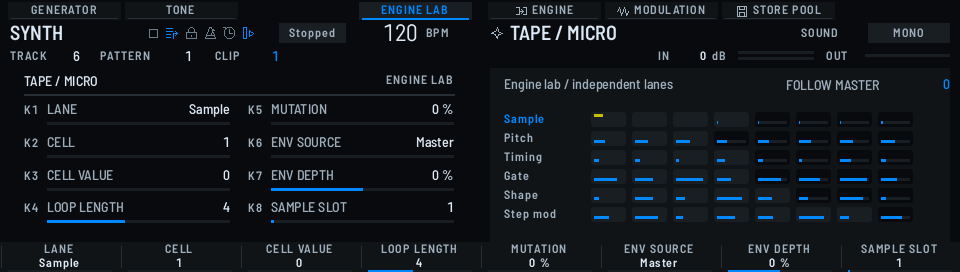 GENERATOR TONE ENGINE LAB ENGINE MODULATION STORE POOL
SYNTH Stopped 120 BPM TAPE / MICRO SOUND MONO
TRACK 6 PATTERN 1 CLIP 1 IN 0 dB OUT
TAPE / MICRO ENGINE LAB
K1 LANE Sample K5 MUTATION 0 %
K2 CELL 1 K6 ENV SOURCE Master
K3 CELL VALUE 0 K7 ENV DEPTH 0 %
K4 LOOP LENGTH 4 K8 SAMPLE SLOT 1
Engine lab / independent lanes FOLLOW MASTER 0
Sample
Pitch
Timing
Gate
Shape
Step mod
LANE CELL CELL VALUE LOOP LENGTH MUTATION ENV SOURCE ENV DEPTH SAMPLE SLOT
Sample 1 0 4 0 % Master 0 % 1